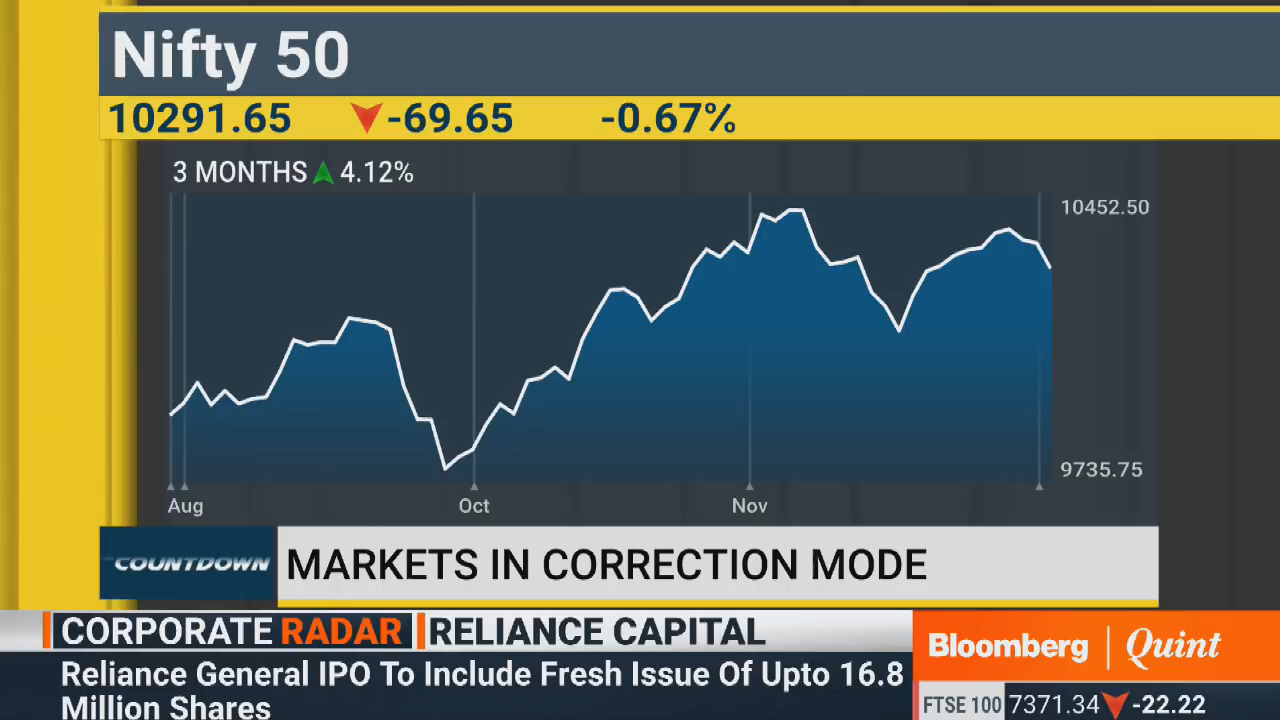 Nifty 50
10291.65 -69.65 -0.67%
3 MONTHS 4.12%
10452.50
9735.75
Aug Oct Nov
COUNTDOWN MARKETS IN CORRECTION MODE
CORPORATE RADAR RELIANCE CAPITAL
Reliance General IPO To Include Fresh Issue Of Upto 16.8
Million Shares
Bloomberg | Quint
FTSE 100 7371.34 -22.22